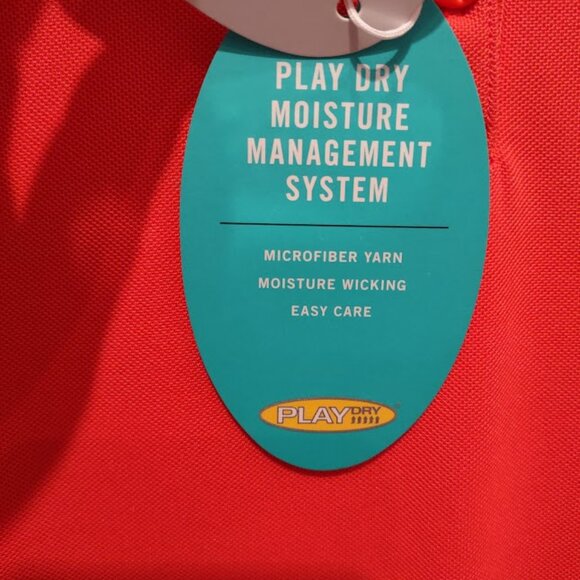 PLAY DRY
MOISTURE
MANAGEMENT
SYSTEM
MICROFIBER YARN
MOISTURE WICKING
EASY CARE
PLAYDRY